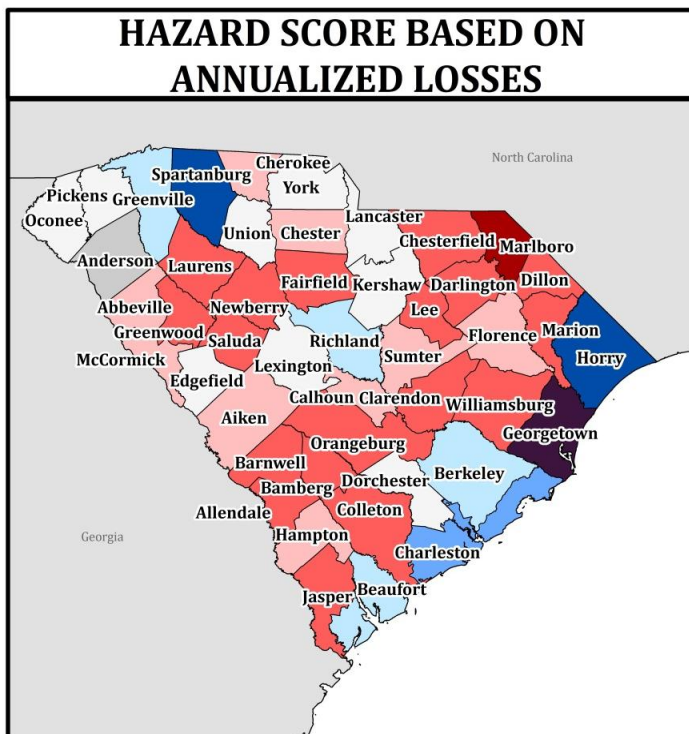 HAZARD SCORE BASED ON
ANNUALIZED LOSSES
North Carolina
Cherokee
Spartanburg
York
Pickens
Greenville
Oconee
Lancaster
Union
Chester
Chesterfield
Marlboro
Anderson
Laurens
Fairfield
Kershaw
Darlington
Dillon
Abbeville
Newberry
Lee
Greenwood
Saluda
Richland
Florence
Marion
McCormick
Lexington
Sumter
Horry
Edgefield
Calhoun
Clarendon
Williamsburg
Aiken
Georgetown
Orangeburg
Barnwell
Berkeley
Bamberg
Dorchester
Allendale
Colleton
Hampton
Georgia
Charleston
Jasper
Beaufort